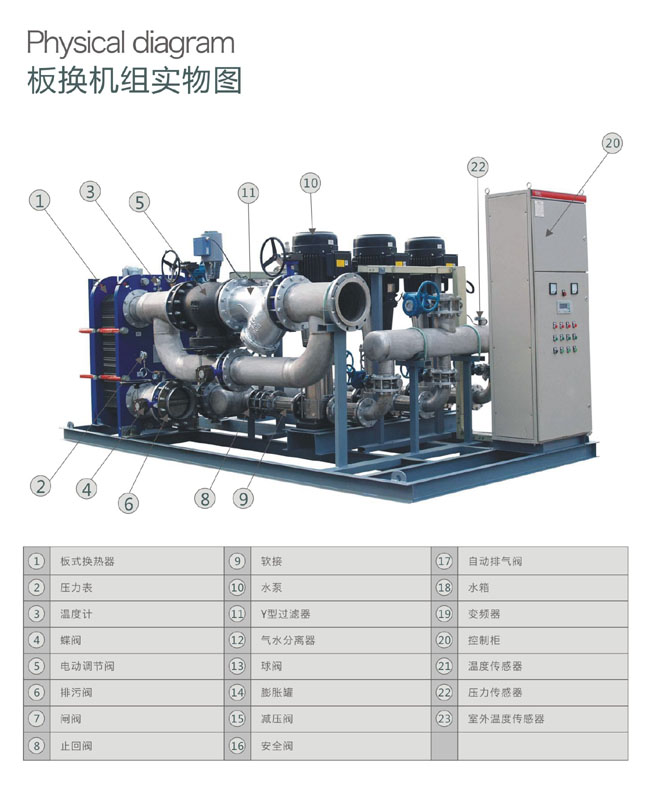 Physical diagram
板换机组实物图
20
22
10
11
5
3
1
2
4
6
8
9
1 板式换热器 9 软接 17 自动排气阀
2 压力表 10 水泵 18 水箱
3 温度计 11 Y型过滤器 19 变频器
4 蝶阀 12 气水分离器 20 控制柜
5 电动调节阀 13 球阀 21 温度传感器
6 排污阀 14 膨胀罐 22 压力传感器
7 闸阀 15 减压阀 23 室外温度传感器
8 止回阀 16 安全阀